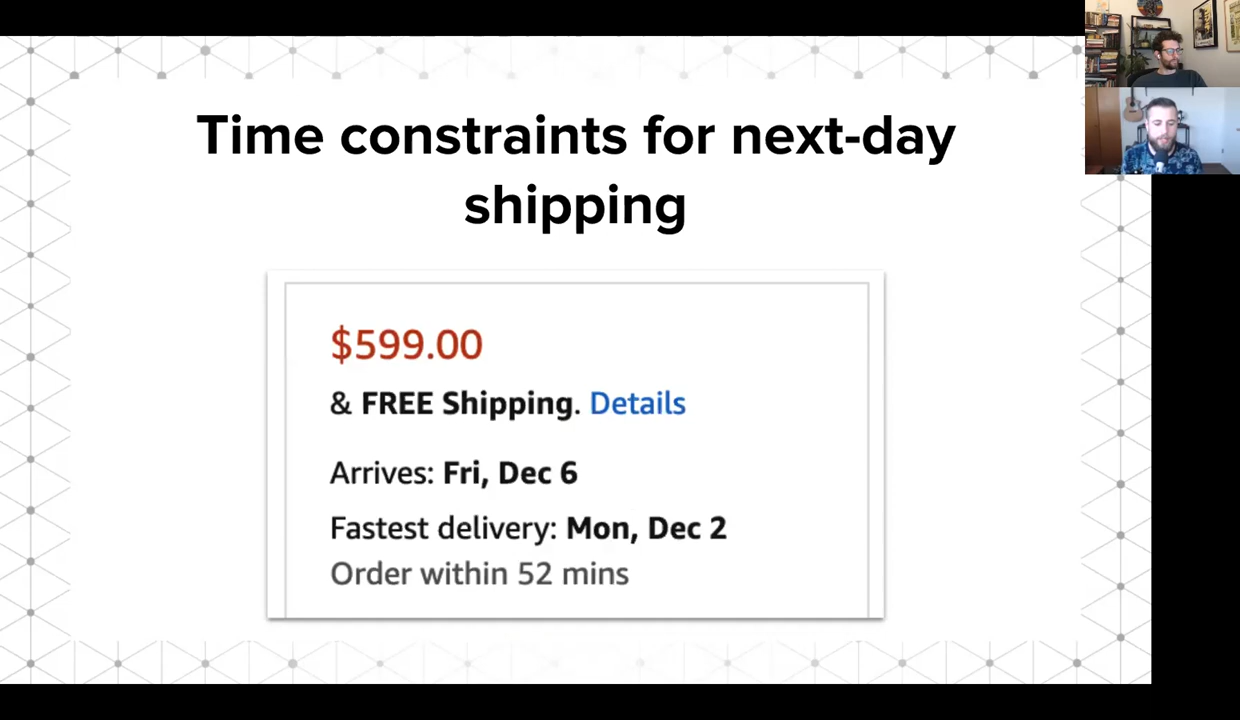 Time constraints for next-day
shipping
$599.00
& FREE Shipping. Details
Arrives: Fri, Dec 6
Fastest delivery: Mon, Dec 2
Order within 52 mins